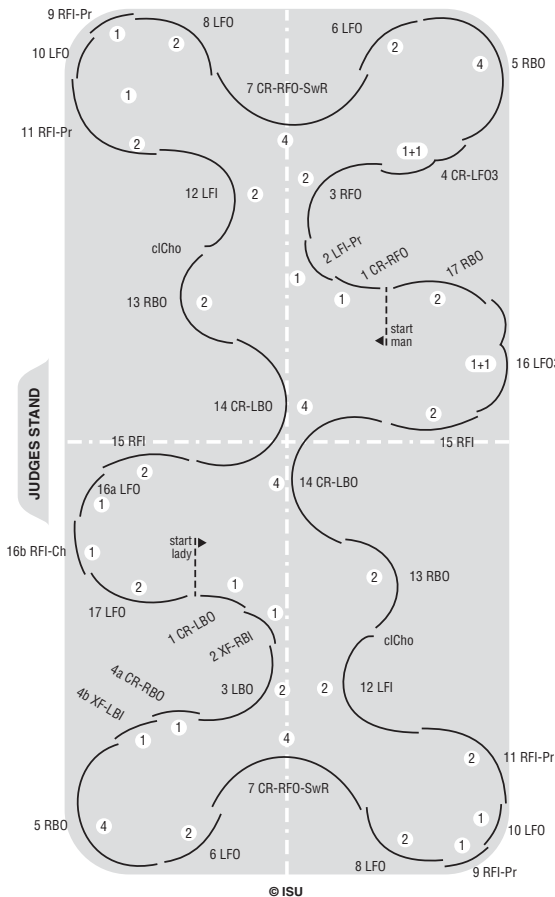 9 RFI-Pr
8 LFO
6 LFO
10 LFO
1
2
2
5 RBO
4
7 CR-RFO-SwR
1
11 RFI-Pr
2
4
1+1
4 CR-LFO3
12 LFI
2
2
3 RFO
clCho
2 LFI-Pr
1 CR-RFO
17 RBO
1
1
2
13 RBO
2
start
man
1+1
16 LFO3
14 CR-LBO
4
2
JUDGES STAND
15 RFI
15 RFI
2
16a LFO
4
14 CR-LBO
1
start
lady
16b RFI-Ch
1
2
1
2
13 RBO
17 LFO
1 CR-LBO
1
2 XF-RBI
clCho
4a CR-RBO
3 LBO
2
2
12 LFI
4b XF-LBI
1
1
4
11 RFI-Pr
2
7 CR-RFO-SwR
5 RBO
4
2
1
10 LFO
2
1
6 LFO
8 LFO
9 RFI-Pr
© ISU